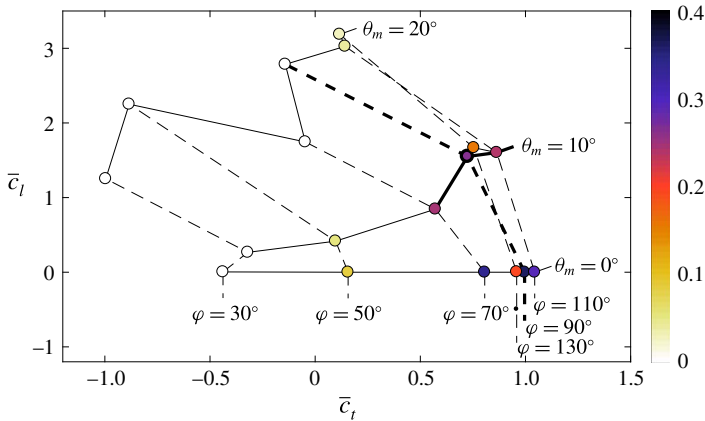 θₘ = 20°
0.4
3
0.3
2
θₘ = 10°
c̄ₗ
0.2
1
θₘ = 0°
0
0.1
φ = 30°
φ = 50°
φ = 70°
φ = 110°
φ = 90°
φ = 130°
−1
0
−1.0
−0.5
0
0.5
1.0
1.5
c̄ₜ